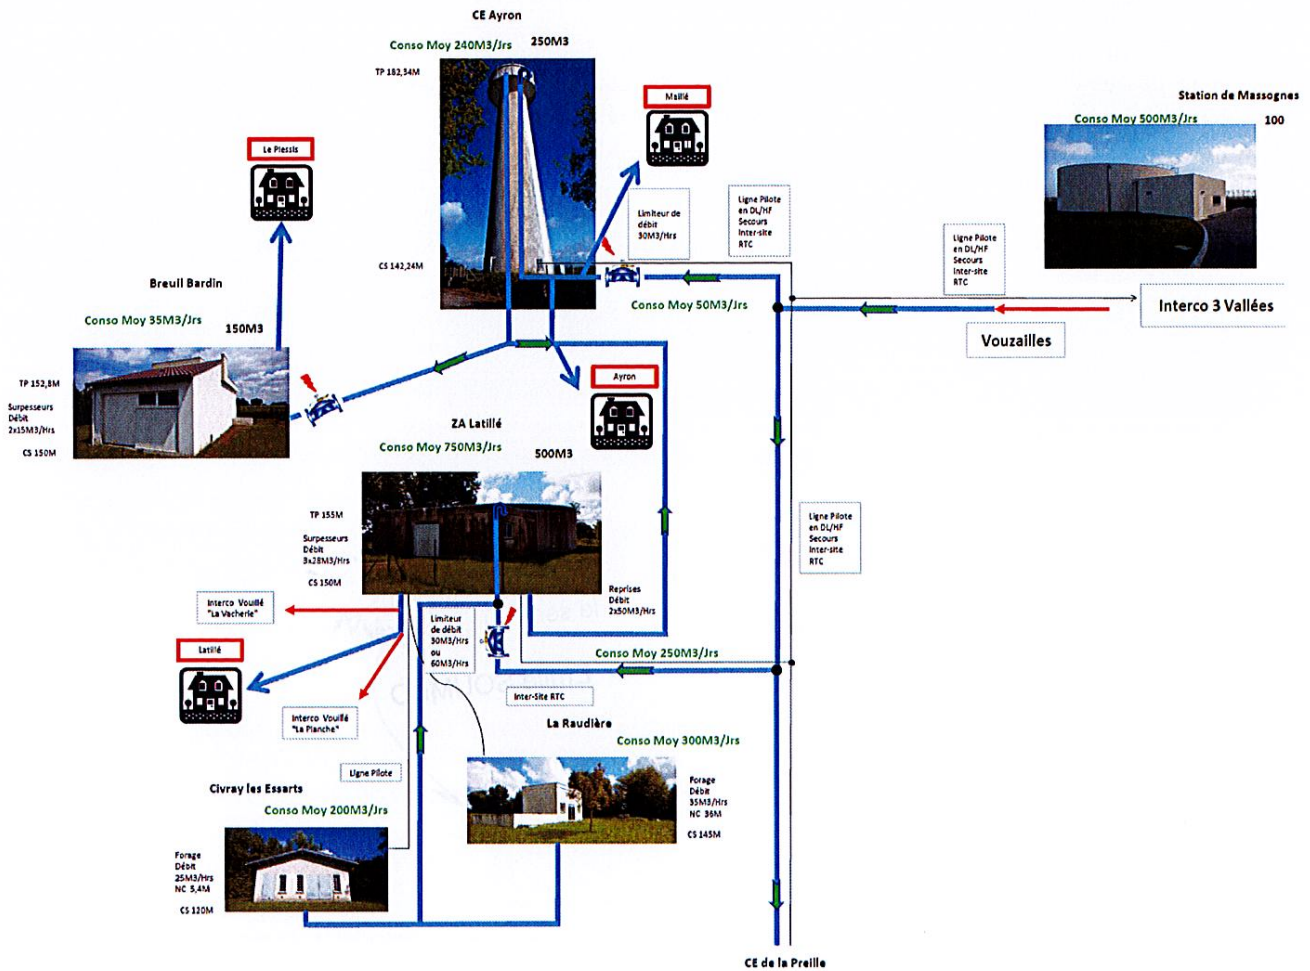 CE Ayron
Conso Moy 240M3/Jrs
250M3
TP 182,34M
CS 142,24M
Maillé
Limiteur de
débit
30M3/Hrs
Ligne Pilote
en DL/HF
Secours
Inter-site
RTC
Conso Moy 50M3/Jrs
Station de Massognes
Conso Moy 500M3/Jrs
100
Ligne Pilote
en DL/HF
Secours
Inter-site
RTC
Interco 3 Vallées
Vouzailles
Le Plessis
Breuil Bardin
Conso Moy 35M3/Jrs
150M3
TP 152,8M
Surpesseurs
Débit
2x15M3/Hrs
CS 150M
Ayron
ZA Latillé
Conso Moy 750M3/Jrs
500M3
TP 155M
Surpesseurs
Débit
3x28M3/Hrs
CS 150M
Reprises
Débit
2x50M3/Hrs
Ligne Pilote
en DL/HF
Secours
Inter-site
RTC
Interco Vouillé
"La Vacherie"
Limiteur
de débit
30M3/Hrs
ou
60M3/Hrs
Conso Moy 250M3/Jrs
Latillé
Interco Vouillé
"La Planche"
Inter-Site RTC
La Raudière
Conso Moy 300M3/Jrs
Forage
Débit
35M3/Hrs
NC 36M
CS 145M
Ligne Pilote
Civray les Essarts
Conso Moy 200M3/Jrs
Forage
Débit
25M3/Hrs
NC 5,4M
CS 120M
CE de la Preille